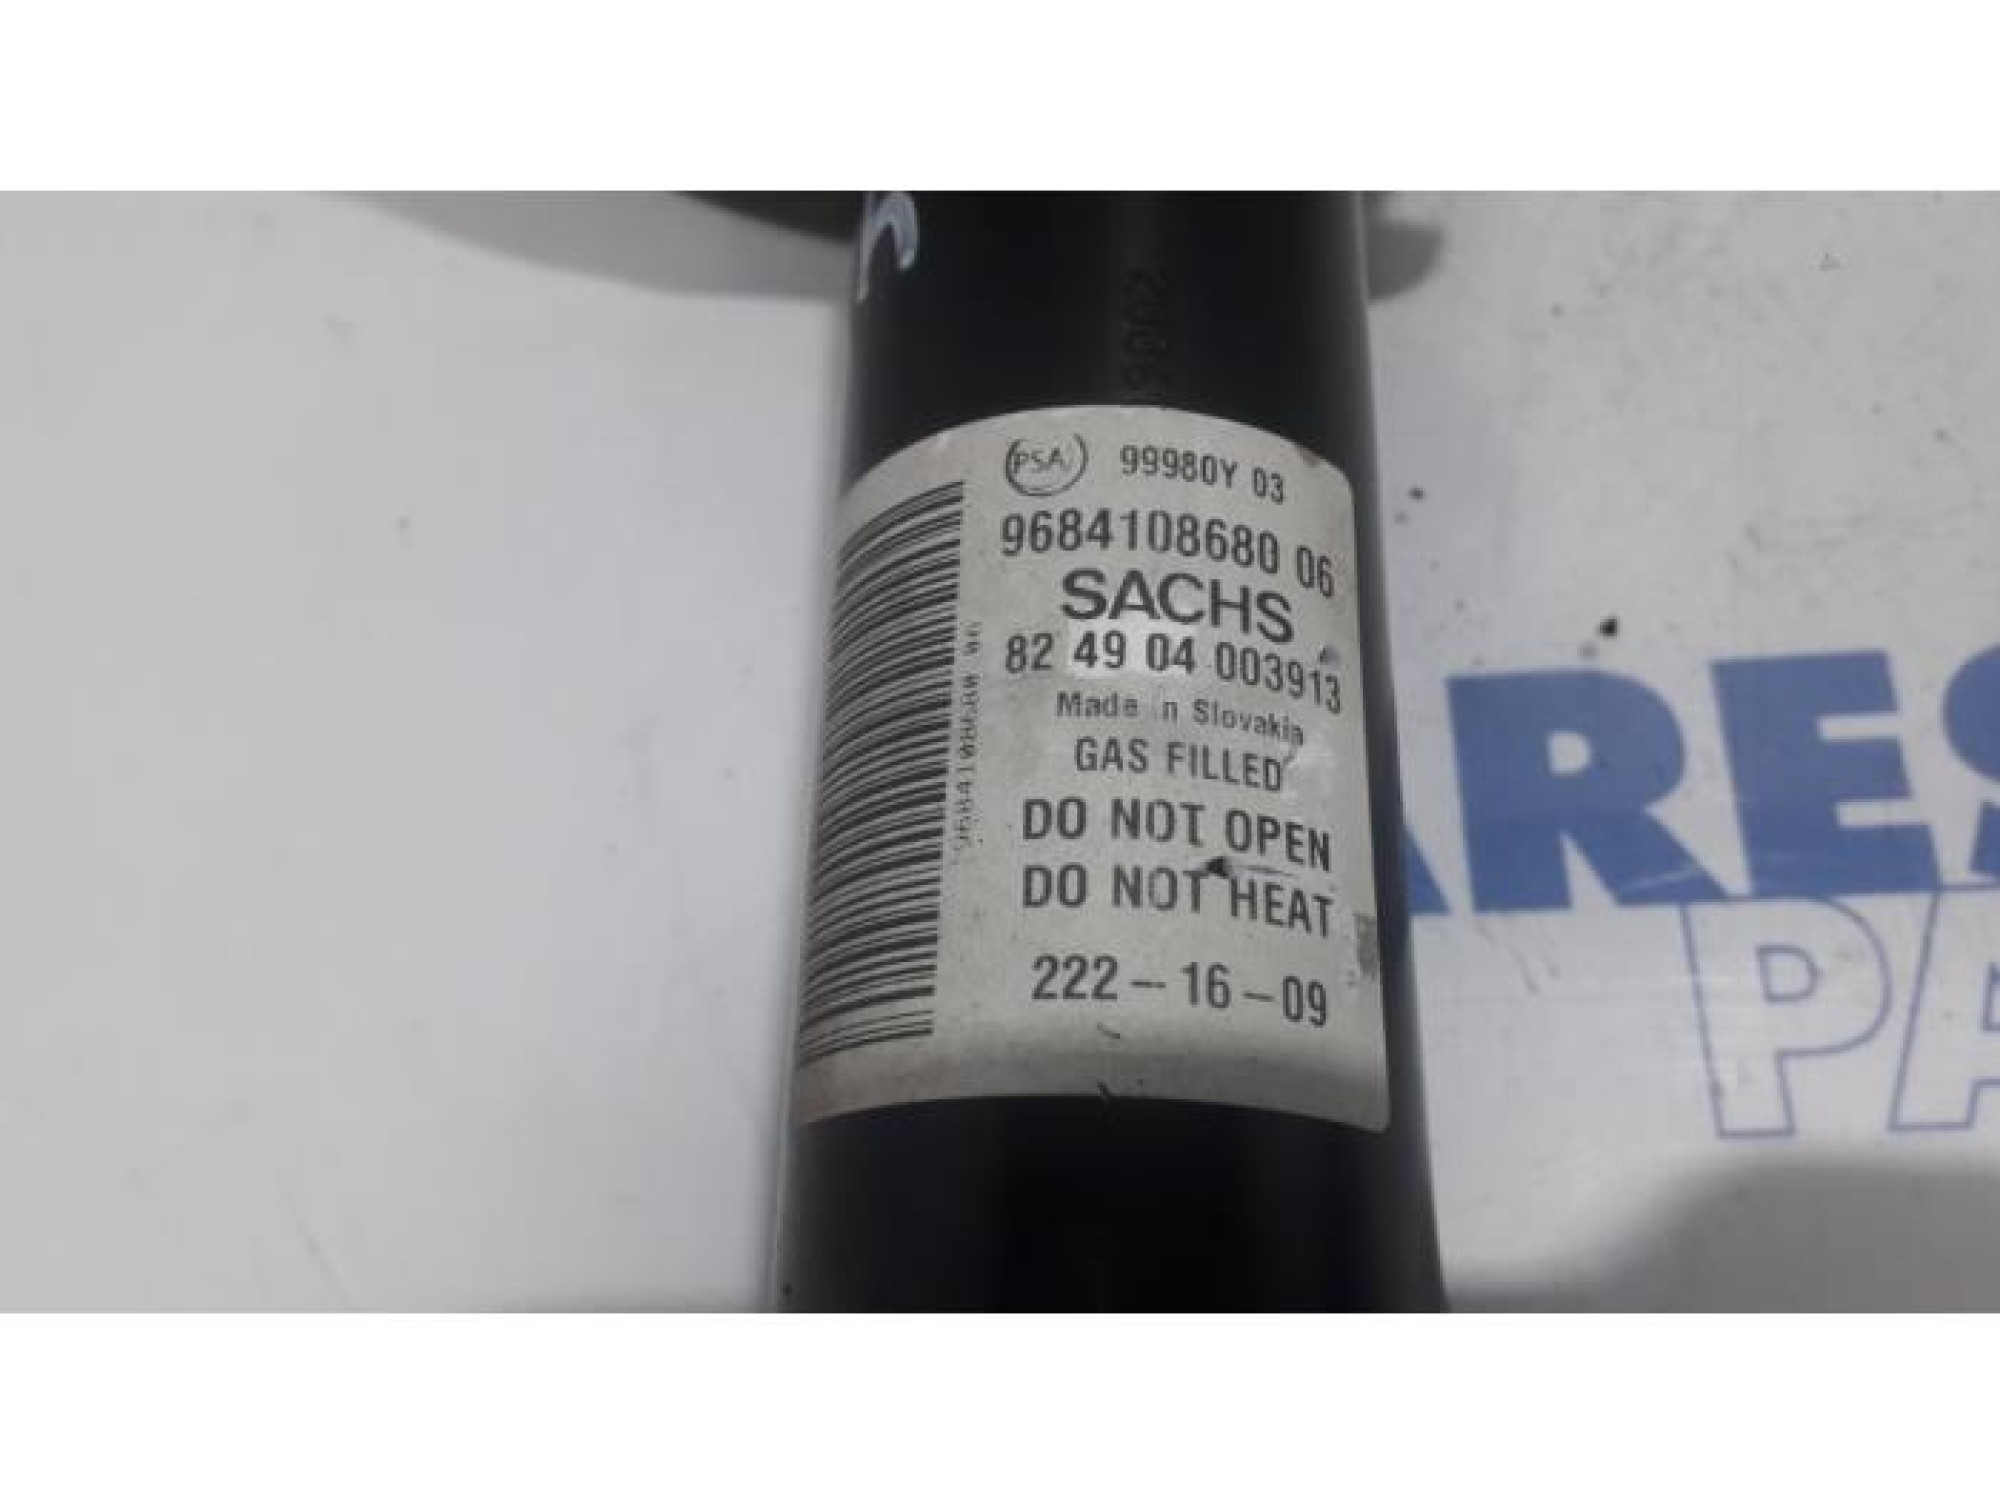 PSA 99980Y 03
9684108680 06
SACHS
82 49 04 003913
Made in Slovakia
GAS FILLED
DO NOT OPEN
DO NOT HEAT
222-16-09